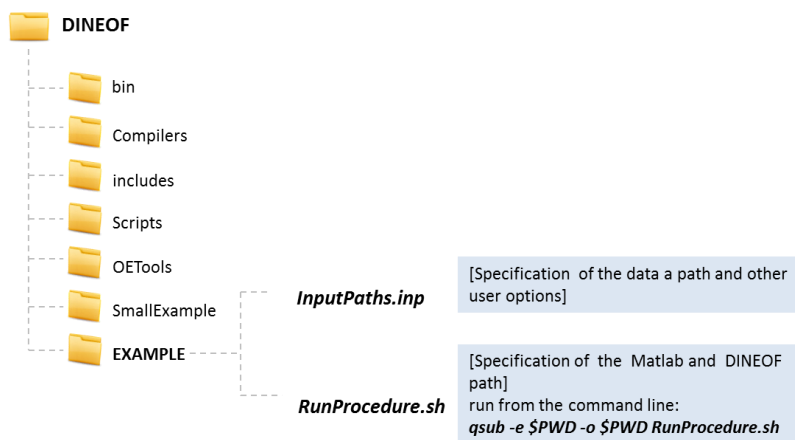 DINEOF
bin
Compilers
includes
Scripts
OETools
SmallExample
EXAMPLE
InputPaths.inp
[Specification of the data a path and other
user options]
RunProcedure.sh
[Specification of the Matlab and DINEOF
path]
run from the command line:
qsub -e $PWD -o $PWD RunProcedure.sh